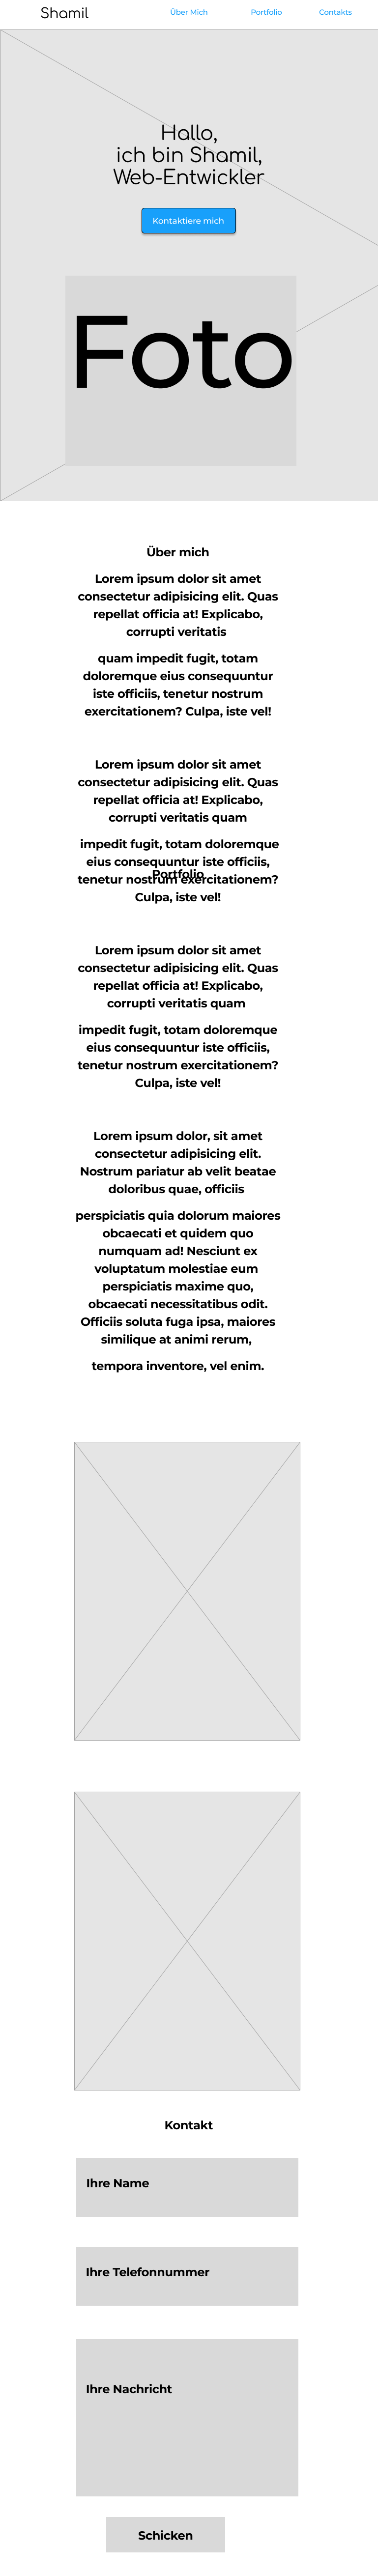 Shamil
Über Mich
Portfolio
Contakts
Hallo,
ich bin Shamil,
Web-Entwickler
Kontaktiere mich
Foto
Über mich
Lorem ipsum dolor sit amet
consectetur adipisicing elit. Quas
repellat officia at! Explicabo,
corrupti veritatis
quam impedit fugit, totam
doloremque eius consequuntur
iste officiis, tenetur nostrum
exercitationem? Culpa, iste vel!
Lorem ipsum dolor sit amet
consectetur adipisicing elit. Quas
repellat officia at! Explicabo,
corrupti veritatis quam
impedit fugit, totam doloremque
eius consequuntur iste officiis,
Portfolio
tenetur nostrum exercitationem?
Culpa, iste vel!
Lorem ipsum dolor sit amet
consectetur adipisicing elit. Quas
repellat officia at! Explicabo,
corrupti veritatis quam
impedit fugit, totam doloremque
eius consequuntur iste officiis,
tenetur nostrum exercitationem?
Culpa, iste vel!
Lorem ipsum dolor, sit amet
consectetur adipisicing elit.
Nostrum pariatur ab velit beatae
doloribus quae, officiis
perspiciatis quia dolorum maiores
obcaecati et quidem quo
numquam ad! Nesciunt ex
voluptatum molestiae eum
perspiciatis maxime quo,
obcaecati necessitatibus odit.
Officiis soluta fuga ipsa, maiores
similique at animi rerum,
tempora inventore, vel enim.
Kontakt
Ihre Name
Ihre Telefonnummer
Ihre Nachricht
Schicken